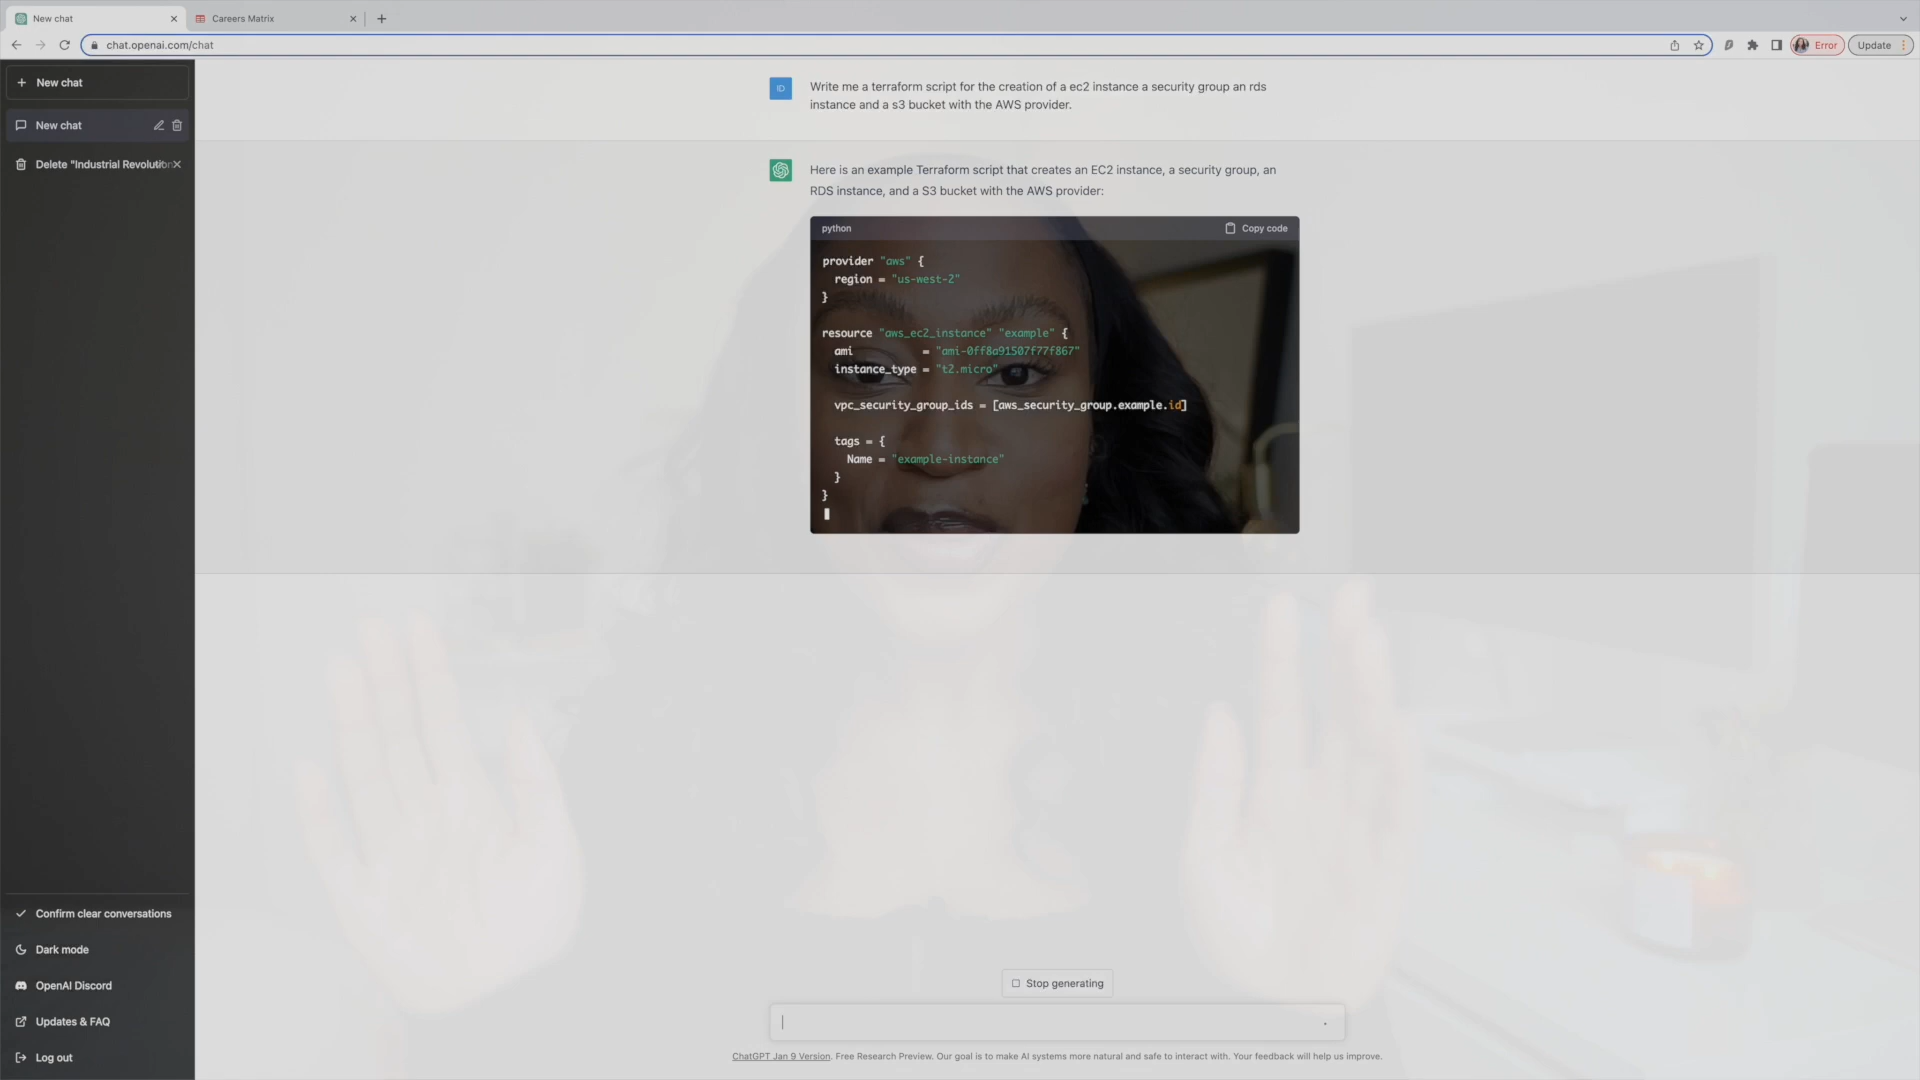 New chat
Careers Matrix
chat.openai.com/chat
Error
Update
New chat
New chat
Delete "Industrial Revolution
ID
Write me a terraform script for the creation of a ec2 instance a security group an rds
instance and a s3 bucket with the AWS provider.
Here is an example Terraform script that creates an EC2 instance, a security group, an
RDS instance, and a S3 bucket with the AWS provider:
python
Copy code
provider "aws" {
region = "us-west-2"
}
resource "aws_ec2_instance" "example" {
ami = "ami-0ff8a91507f77f867"
instance_type = "t2.micro"
vpc_security_group_ids = [aws_security_group.example.id]
tags = {
Name = "example-instance"
}
}
Confirm clear conversations
Dark mode
OpenAI Discord
Updates & FAQ
Log out
Stop generating
ChatGPT Jan 9 Version. Free Research Preview. Our goal is to make AI systems more natural and safe to interact with. Your feedback will help us improve.